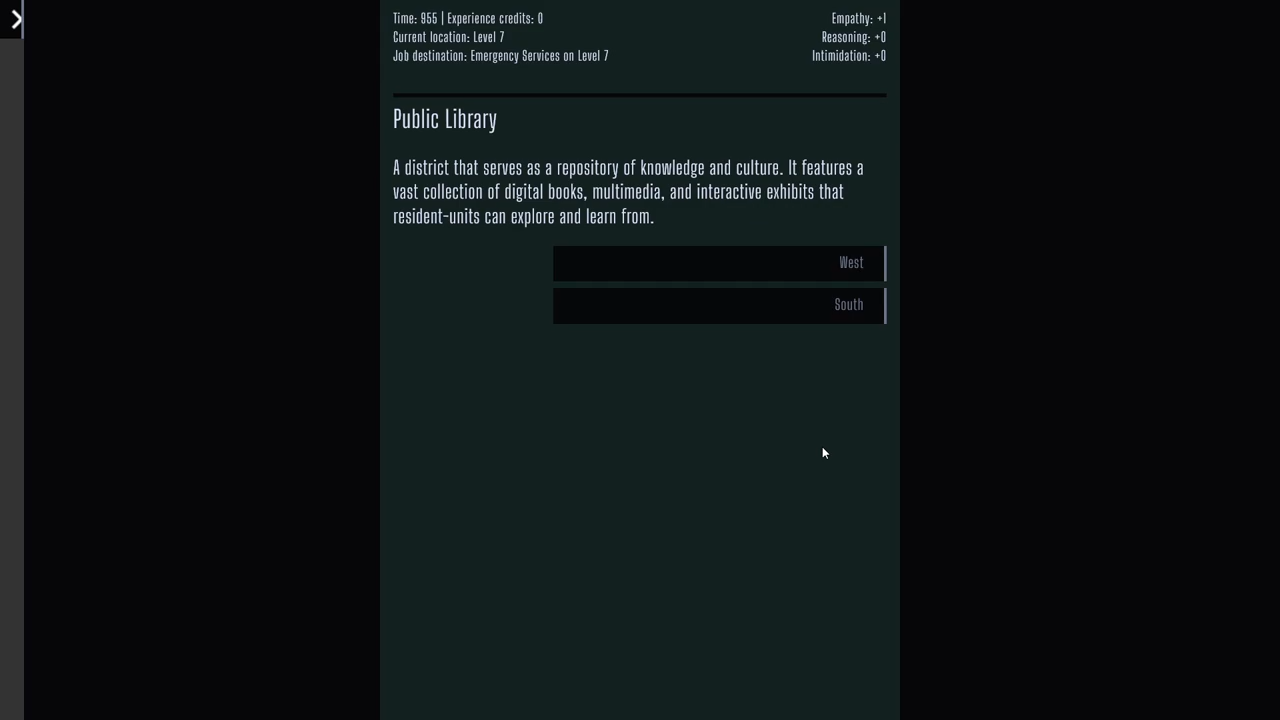 Time: 955 | Experience credits: 0
Empathy: +1
Current location: Level 7
Reasoning: +0
Job destination: Emergency Services on Level 7
Intimidation: +0
Public Library
A district that serves as a repository of knowledge and culture. It features a
vast collection of digital books, multimedia, and interactive exhibits that
resident-units can explore and learn from.
West
South